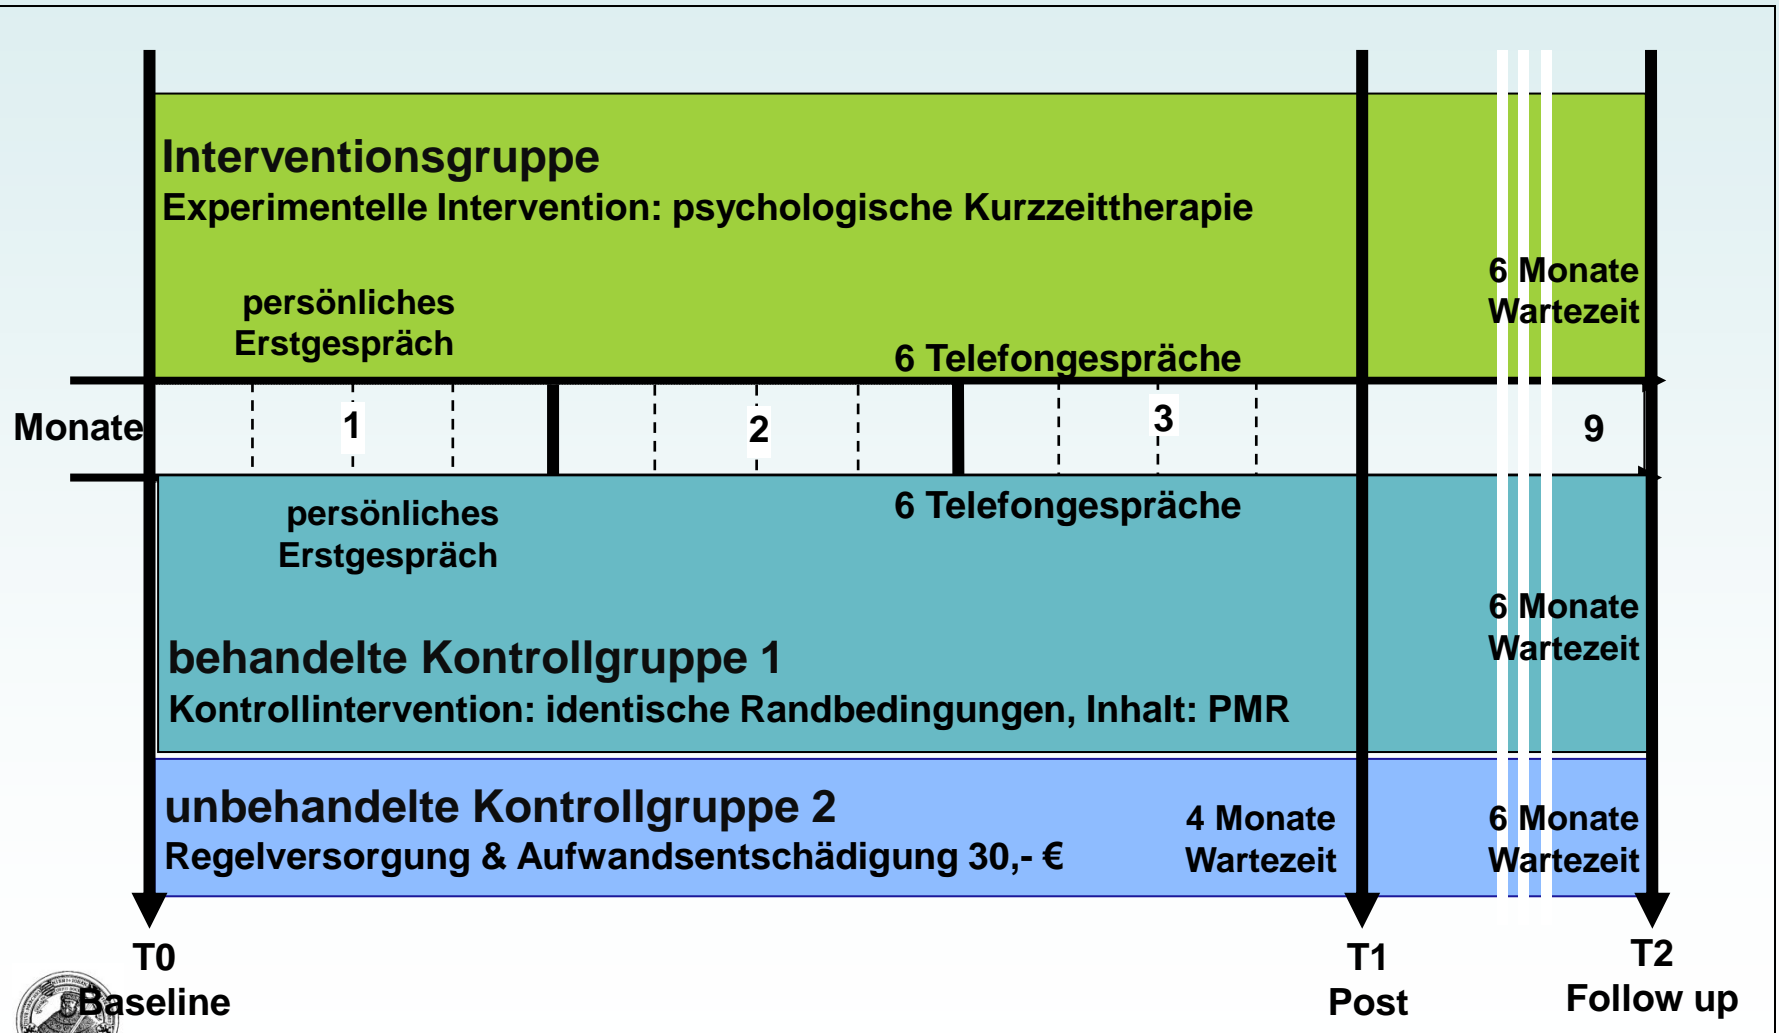 Interventionsgruppe
Experimentelle Intervention: psychologische Kurzzeittherapie
6 Monate
Wartezeit
persönliches
Erstgespräch
6 Telefongespräche
Monate
1
2
3
9
persönliches
Erstgespräch
6 Telefongespräche
6 Monate
Wartezeit
behandelte Kontrollgruppe 1
Kontrollintervention: identische Randbedingungen, Inhalt: PMR
unbehandelte Kontrollgruppe 2
Regelversorgung & Aufwandsentschädigung 30,- €
4 Monate
Wartezeit
6 Monate
Wartezeit
T0
Baseline
T1
Post
T2
Follow up